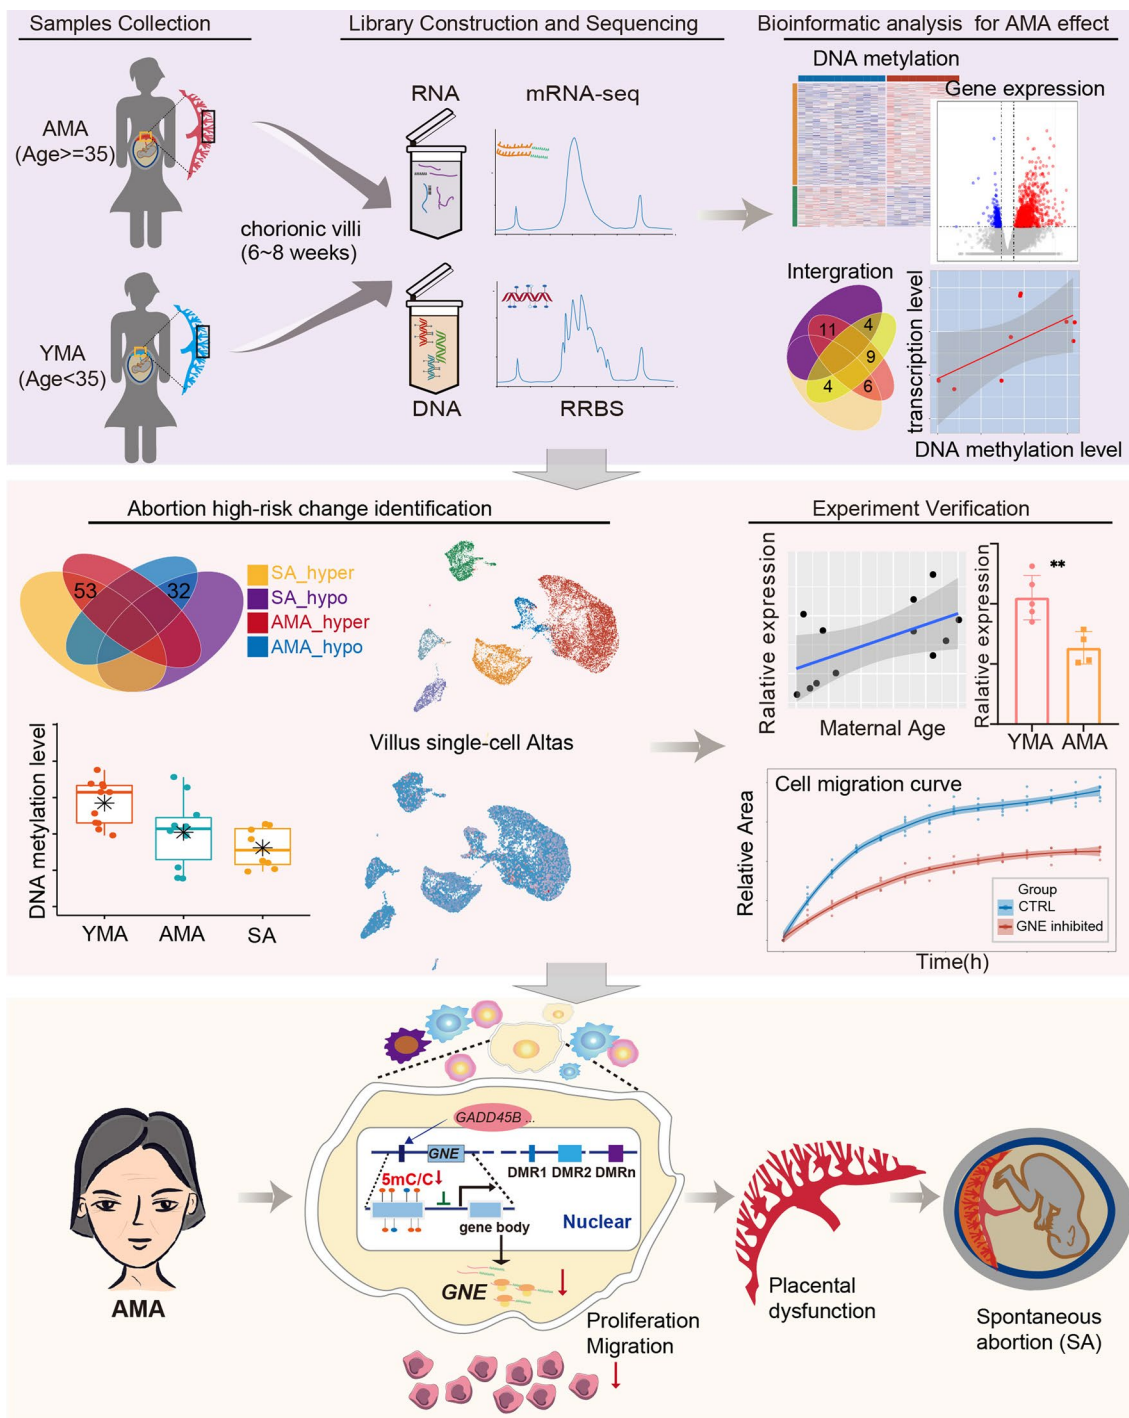 Samples Collection
Library Construction and Sequencing
Bioinformatic analysis for AMA effect
AMA
(Age>=35)
YMA
(Age<35)
chorionic villi
(6~8 weeks)
RNA
mRNA-seq
DNA
RRBS
DNA metylation
Gene expression
Intergration
11
4
9
4
6
transcription level
DNA methylation level
Abortion high-risk change identification
53
32
SA_hyper
SA_hypo
AMA_hyper
AMA_hypo
DNA metylation level
YMA
AMA
SA
Villus single-cell Altas
Experiment Verification
Ralative expression
Maternal Age
Ralative expression
**
YMA
AMA
Cell migration curve
Relative Area
Group
CTRL
GNE inhibited
Time(h)
AMA
GADD45B ...
GNE
DMR1 DMR2 DMRn
5mC/C
gene body
Nuclear
GNE
Proliferation
Migration
Placental
dysfunction
Spontaneous
abortion (SA)